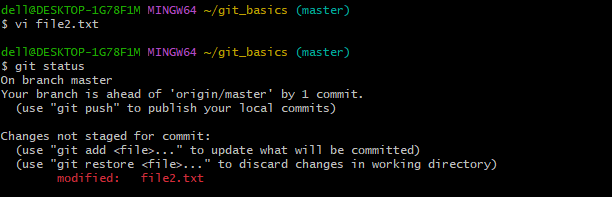 dell@DESKTOP-1G78F1M MINGW64 ~/git_basics (master)
$ vi file2.txt
dell@DESKTOP-1G78F1M MINGW64 ~/git_basics (master)
$ git status
On branch master
Your branch is ahead of 'origin/master' by 1 commit.
  (use "git push" to publish your local commits)
Changes not staged for commit:
  (use "git add <file>..." to update what will be committed)
  (use "git restore <file>..." to discard changes in working directory)
        modified:   file2.txt